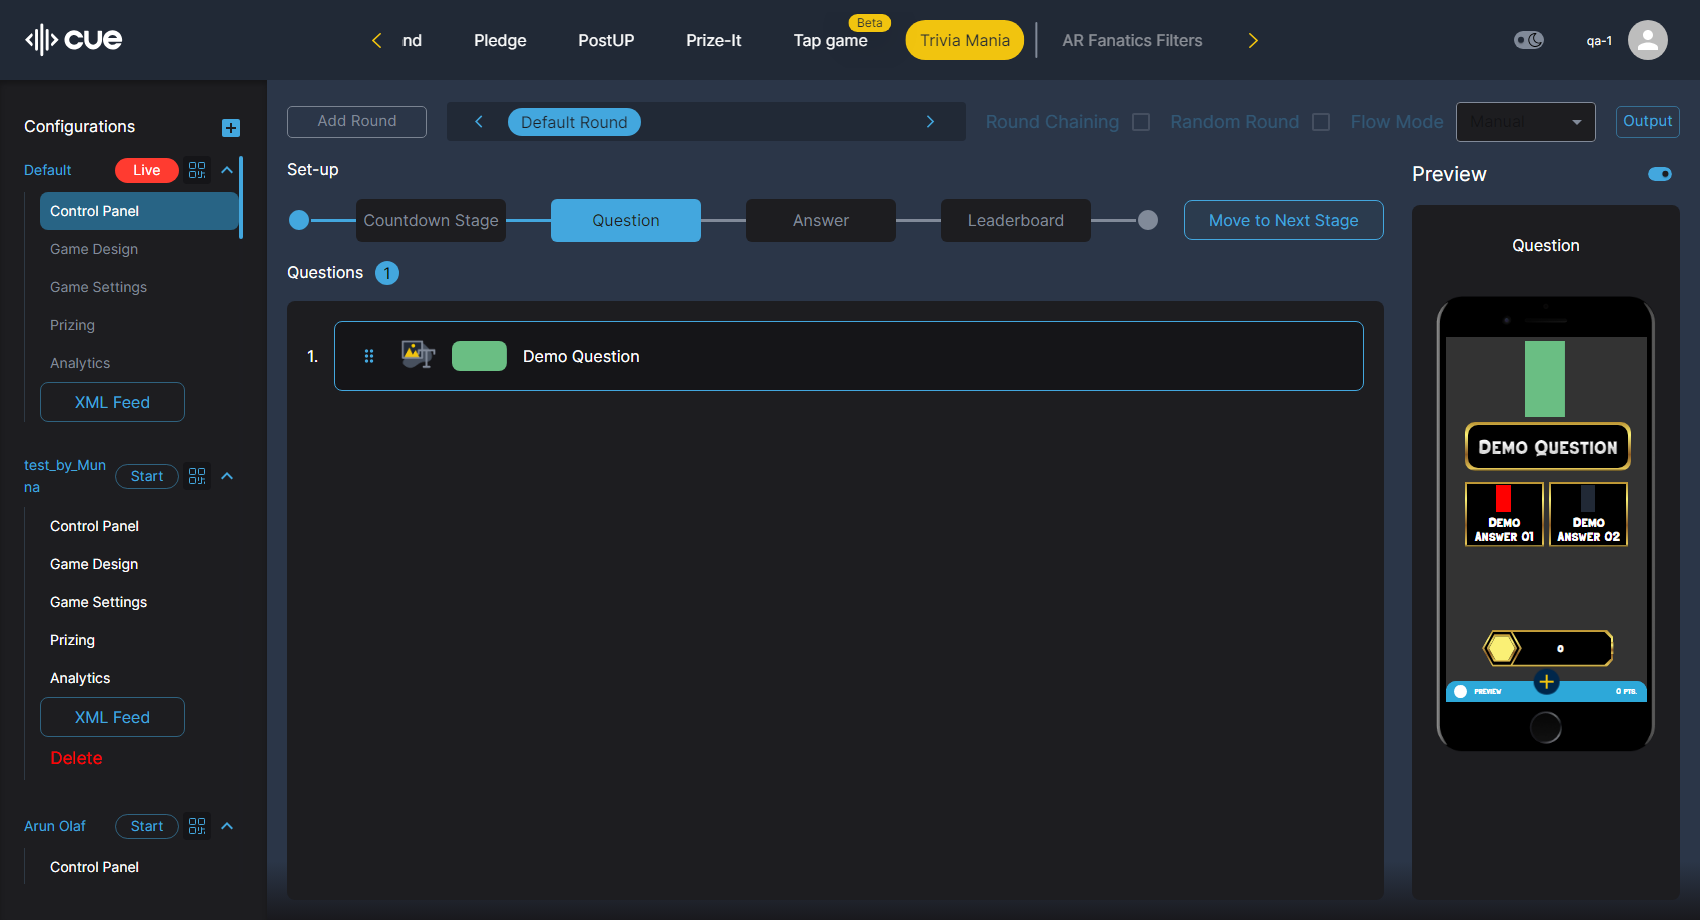 cue
nd
Pledge
PostUP
Prize-It
Tap game
Beta
Trivia Mania
AR Fanatics Filters
qa-1
Configurations
Default
Live
Control Panel
Game Design
Game Settings
Prizing
Analytics
XML Feed
test_by_Mun
na
Start
Control Panel
Game Design
Game Settings
Prizing
Analytics
XML Feed
Delete
Arun Olaf
Start
Control Panel
Add Round
Default Round
Round Chaining
Random Round
Flow Mode
Manual
Output
Set-up
Countdown Stage
Question
Answer
Leaderboard
Move to Next Stage
Questions 1
1.
Demo Question
Preview
Question
Demo Question
Demo
Answer 01
Demo
Answer 02
0
PREVIEW
0 PTS.